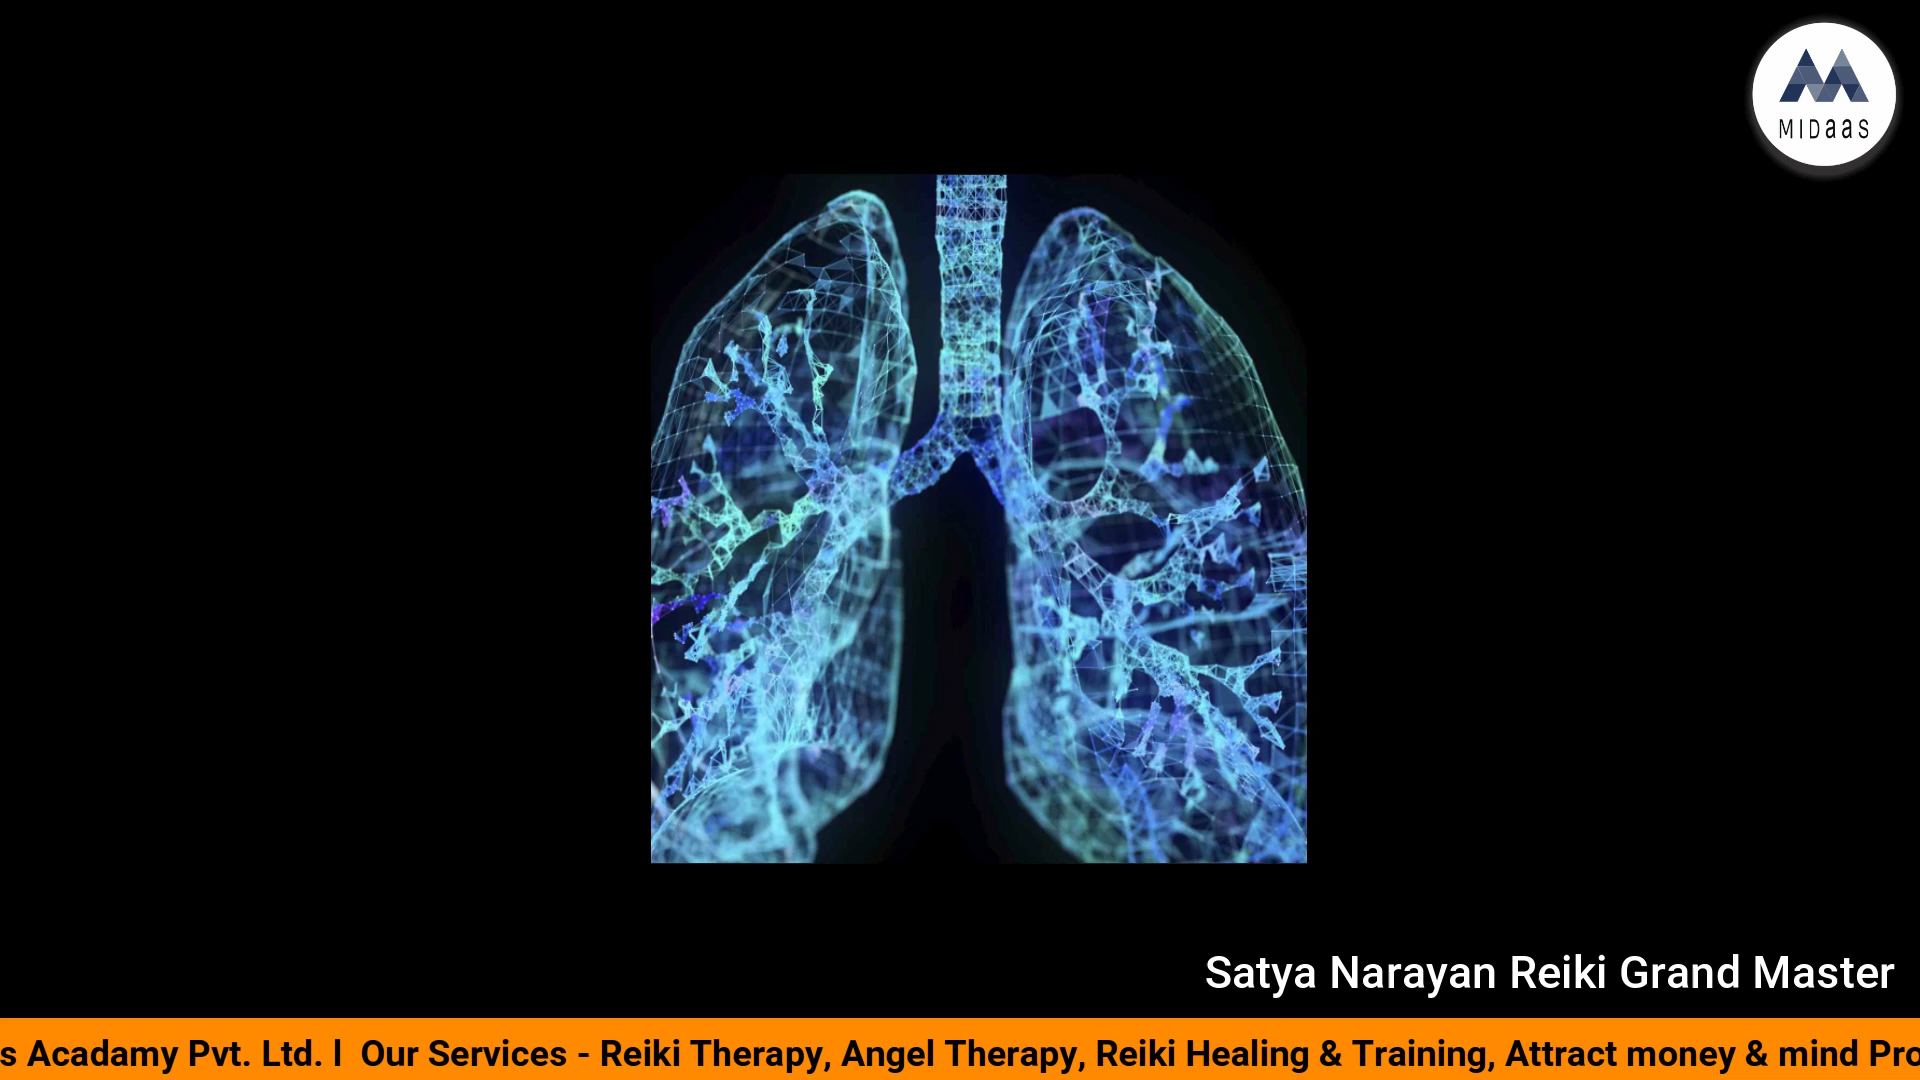 MIDaas
Satya Narayan Reiki Grand Master
s Acadamy Pvt. Ltd. l Our Services - Reiki Therapy, Angel Therapy, Reiki Healing & Training, Attract money & mind Pro